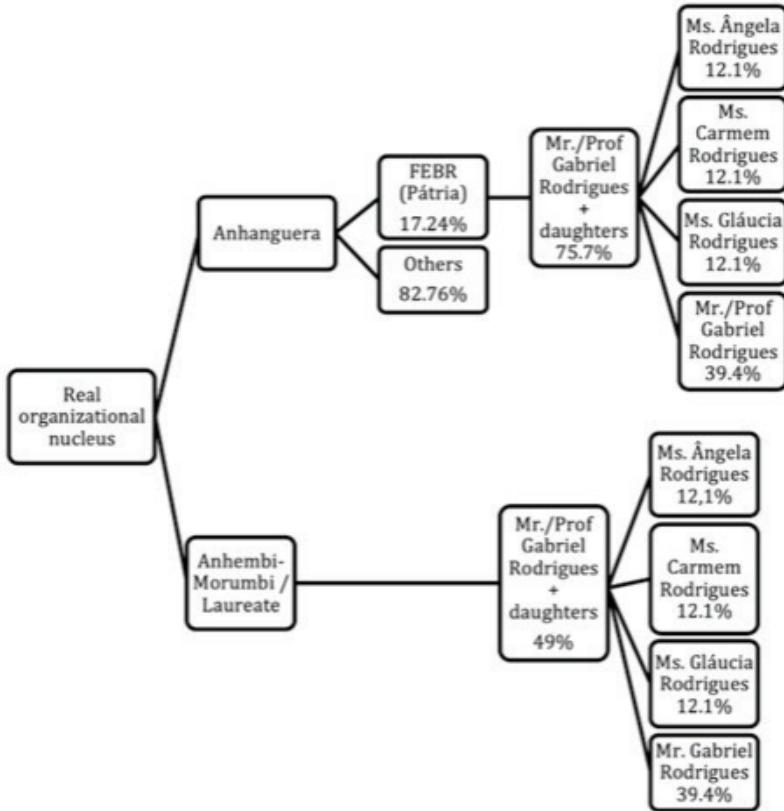 Real
organizational
nucleus
Anhanguera
FEBR
(Pátria)
17.24%
Others
82.76%
Mr./Prof
Gabriel
Rodrigues
+
daughters
75.7%
Ms. Ângela
Rodrigues
12.1%
Ms.
Carmem
Rodrigues
12.1%
Ms. Gláucia
Rodrigues
12.1%
Mr./Prof
Gabriel
Rodrigues
39.4%
Anhembi-
Morumbi /
Laureate
Mr./Prof
Gabriel
Rodrigues
+
daughters
49%
Ms. Ângela
Rodrigues
12,1%
Ms.
Carmem
Rodrigues
12.1%
Ms. Gláucia
Rodrigues
12.1%
Mr. Gabriel
Rodrigues
39.4%